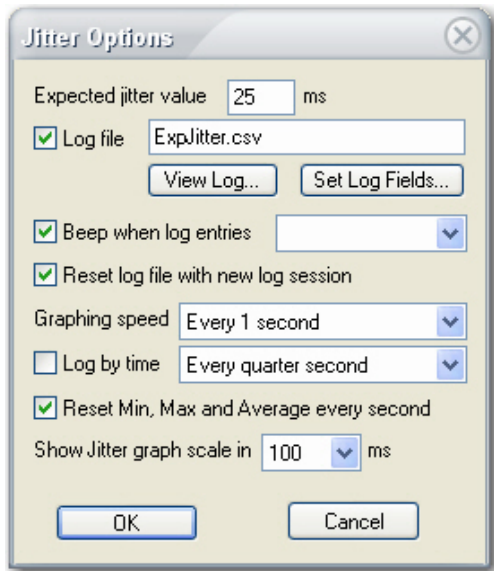 Jitter Options
Expected jitter value 25 ms
Log file ExpJitter.csv
View Log... Set Log Fields...
Beep when log entries
Reset log file with new log session
Graphing speed Every 1 second
Log by time Every quarter second
Reset Min, Max and Average every second
Show Jitter graph scale in 100 ms
OK Cancel